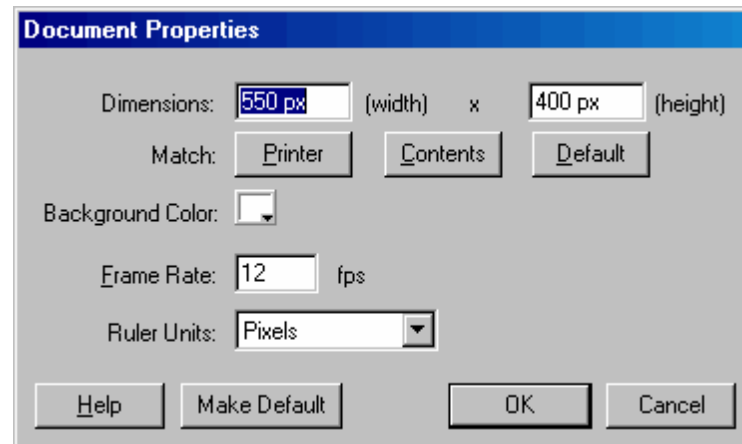 Document Properties
Dimensions: 550 px (width) x 400 px (height)
Match: Printer Contents Default
Background Color:
Frame Rate: 12 fps
Ruler Units: Pixels
Help Make Default OK Cancel